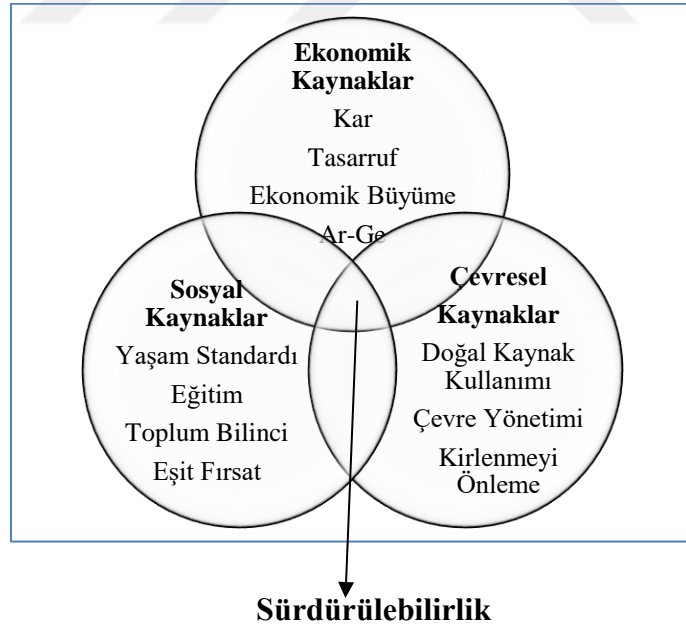 Ekonomik
Kaynaklar
Kar
Tasarruf
Ekonomik Büyüme
Ar-Ge
Sosyal
Kaynaklar
Yaşam Standardı
Eğitim
Toplum Bilinci
Eşit Fırsat
Çevresel
Kaynaklar
Doğal Kaynak
Kullanımı
Çevre Yönetimi
Kirlenmeyi
Önleme
Sürdürülebilirlik